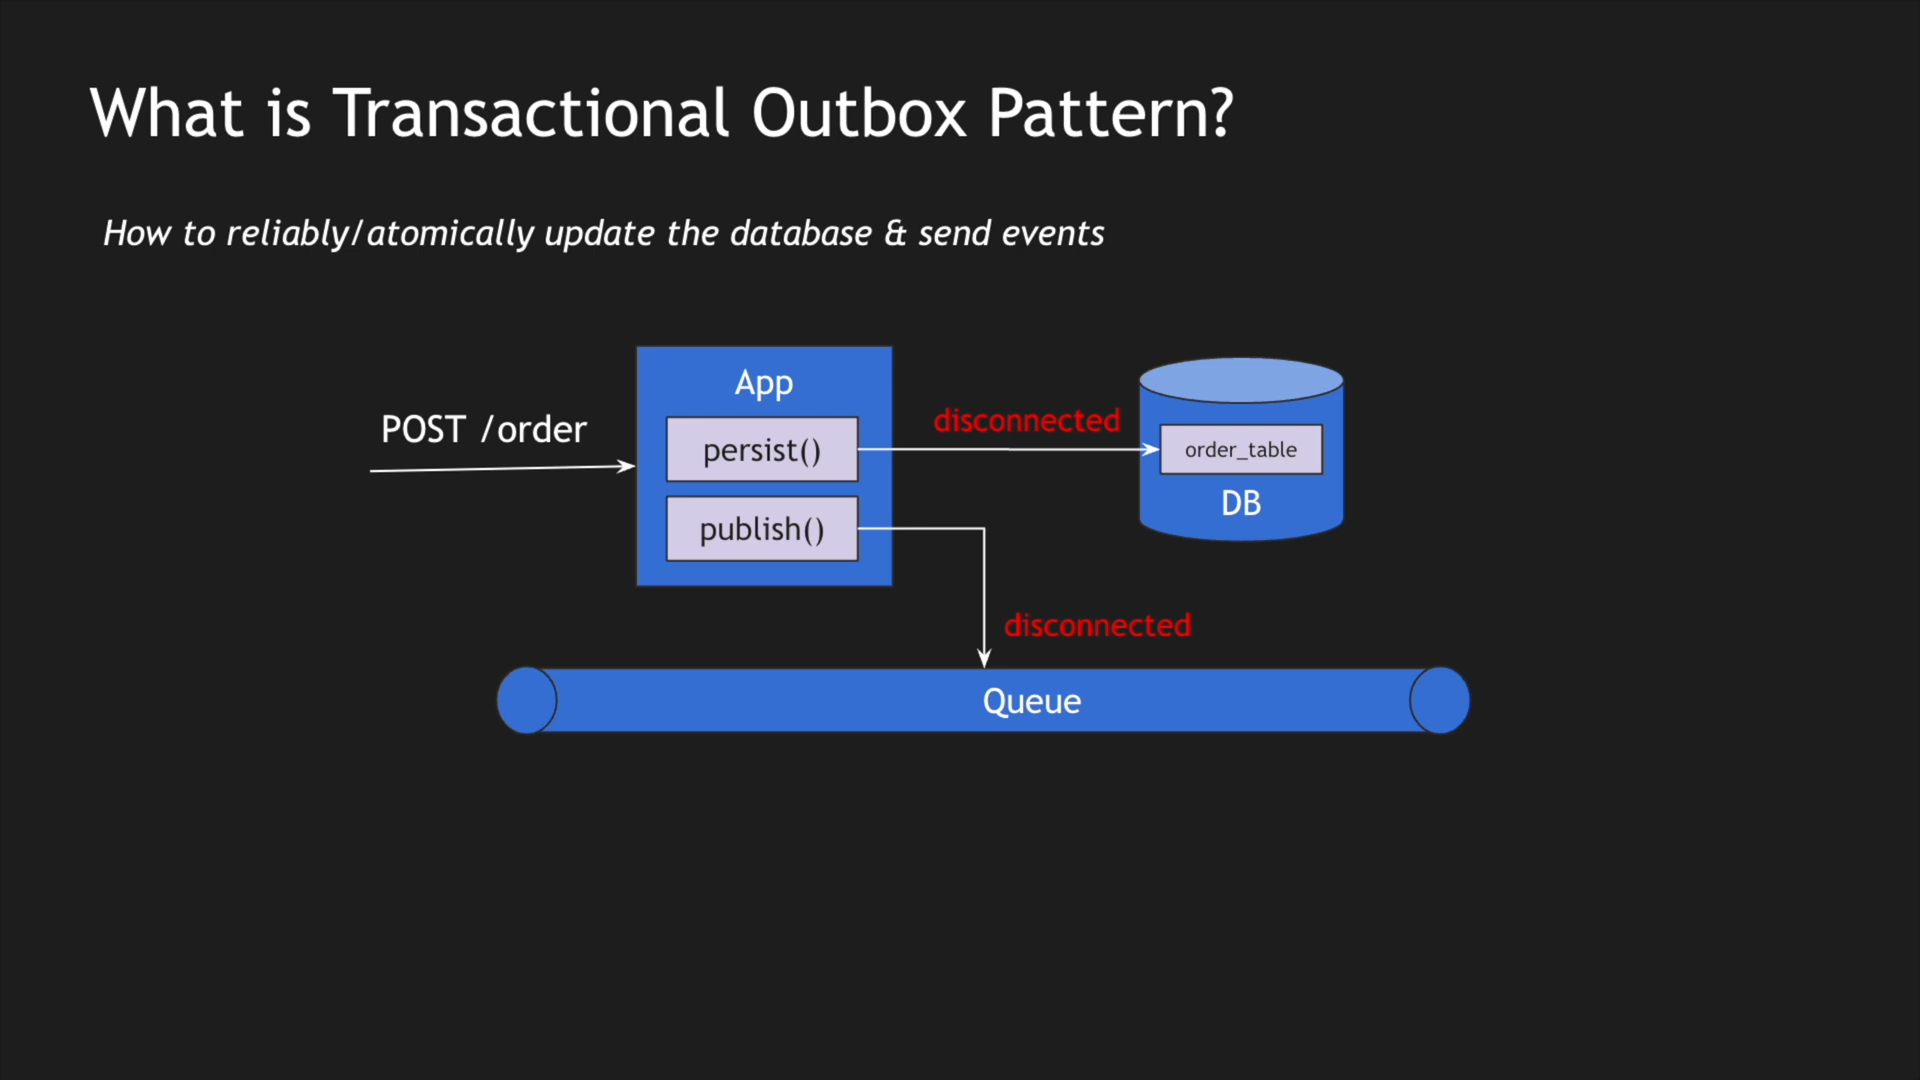 What is Transactional Outbox Pattern?
How to reliably/atomically update the database & send events
App
POST /order
persist()
disconnected
order_table
DB
publish()
disconnected
Queue